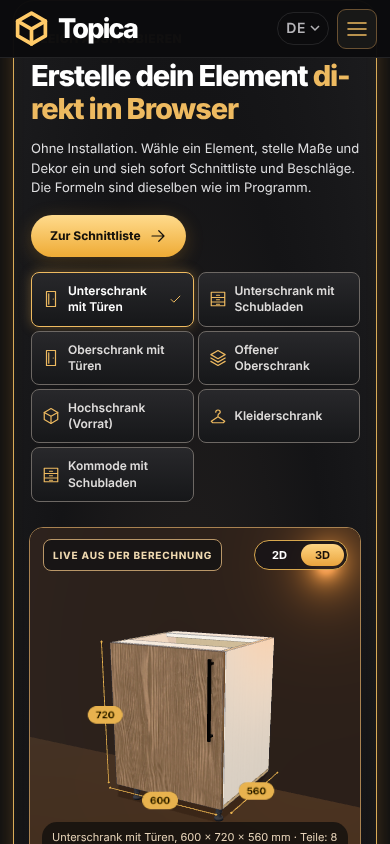 Topica
DE
Erstelle dein Element di-
rekt im Browser
Ohne Installation. Wähle ein Element, stelle Maße und
Dekor ein und sieh sofort Schnittliste und Beschläge.
Die Formeln sind dieselben wie im Programm.
Zur Schnittliste
Unterschrank
mit Türen
Unterschrank mit
Schubladen
Oberschrank mit
Türen
Offener
Oberschrank
Hochschrank
(Vorrat)
Kleiderschrank
Kommode mit
Schubladen
LIVE AUS DER BERECHNUNG
2D
3D
720
600
560
Unterschrank mit Türen, 600 × 720 × 560 mm · Teile: 8